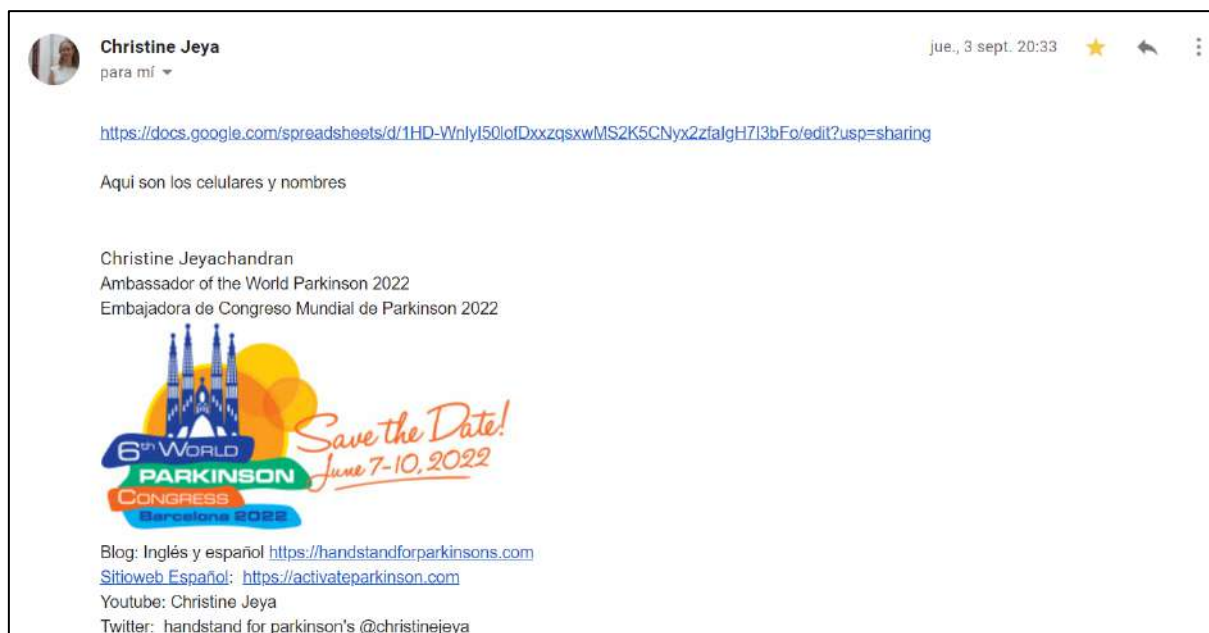 Christine Jeya
jue., 3 sept. 20:33
para mí
https://docs.google.com/spreadsheets/d/1HD-WnlyI50lofDxxzqsxwMS2K5CNyx2zfaIgH7I3bFo/edit?usp=sharing
Aqui son los celulares y nombres
Christine Jeyachandran
Ambassador of the World Parkinson 2022
Embajadora de Congreso Mundial de Parkinson 2022
6th WORLD
PARKINSON
CONGRESS
Barcelona 2022
Save the Date!
June 7-10, 2022
Blog: Inglés y español https://handstandforparkinsons.com
Sitioweb Español: https://activateparkinson.com
Youtube: Christine Jeya
Twitter: handstand for parkinson's @christinejeya